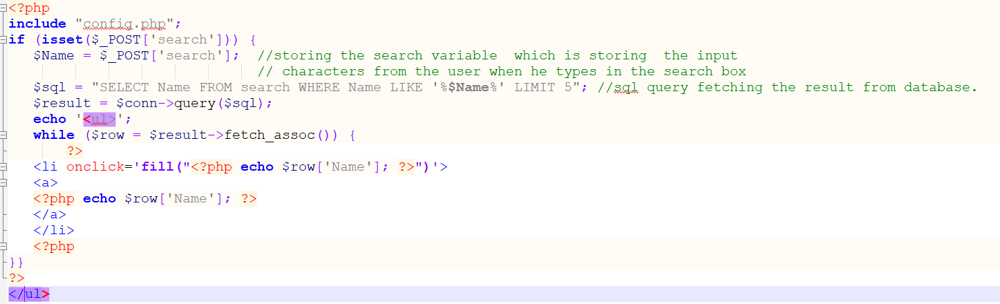 <?php
include "config.php";
if (isset($_POST['search'])) {
   $Name = $_POST['search'];  //storing the search variable  which is storing  the input
                              // characters from the user when he types in the search box
   $sql = "SELECT Name FROM search WHERE Name LIKE '%$Name%' LIMIT 5"; //sql query fetching the result from database.
   $result = $conn->query($sql);
   echo '<ul>';
   while ($row = $result->fetch_assoc()) {
       ?>
   <li onclick='fill("<?php echo $row['Name']; ?>")'>
   <a>
   <?php echo $row['Name']; ?>
   </a>
   </li>
   <?php
}}
?>
</ul>